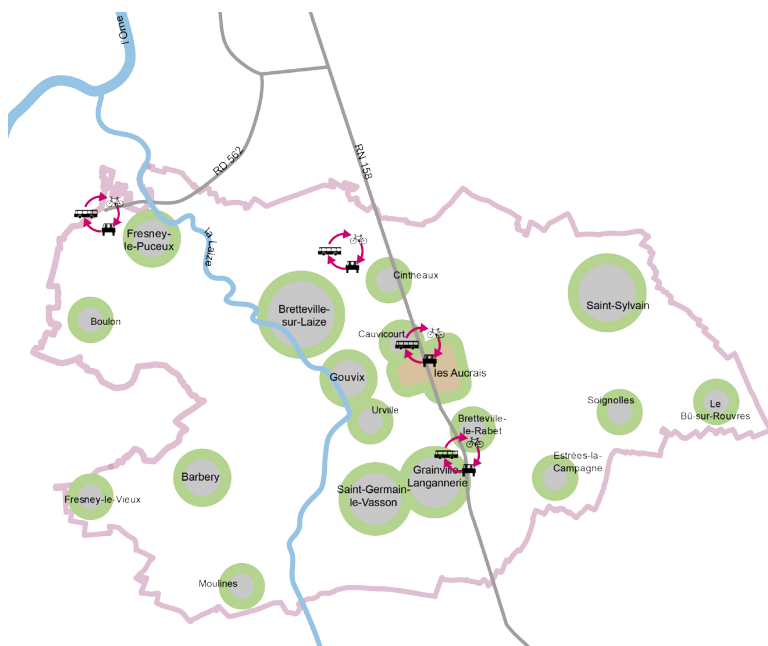 l'Orne
RD 562
RN 158
la Laize
Fresney-
le-Puceux
Cintheaux
Saint-Sylvain
Bretteville-
sur-Laize
Boulon
Cauvicourt
les Aucrais
Gouvix
Urville
Soignolles
Le
Bû-sur-Rouvres
Bretteville-
le-Rabet
Estrées-la-
Campagne
Grainville-
Langannerie
Saint-Germain-
le-Vasson
Barbery
Fresney-le-Vieux
Moulines